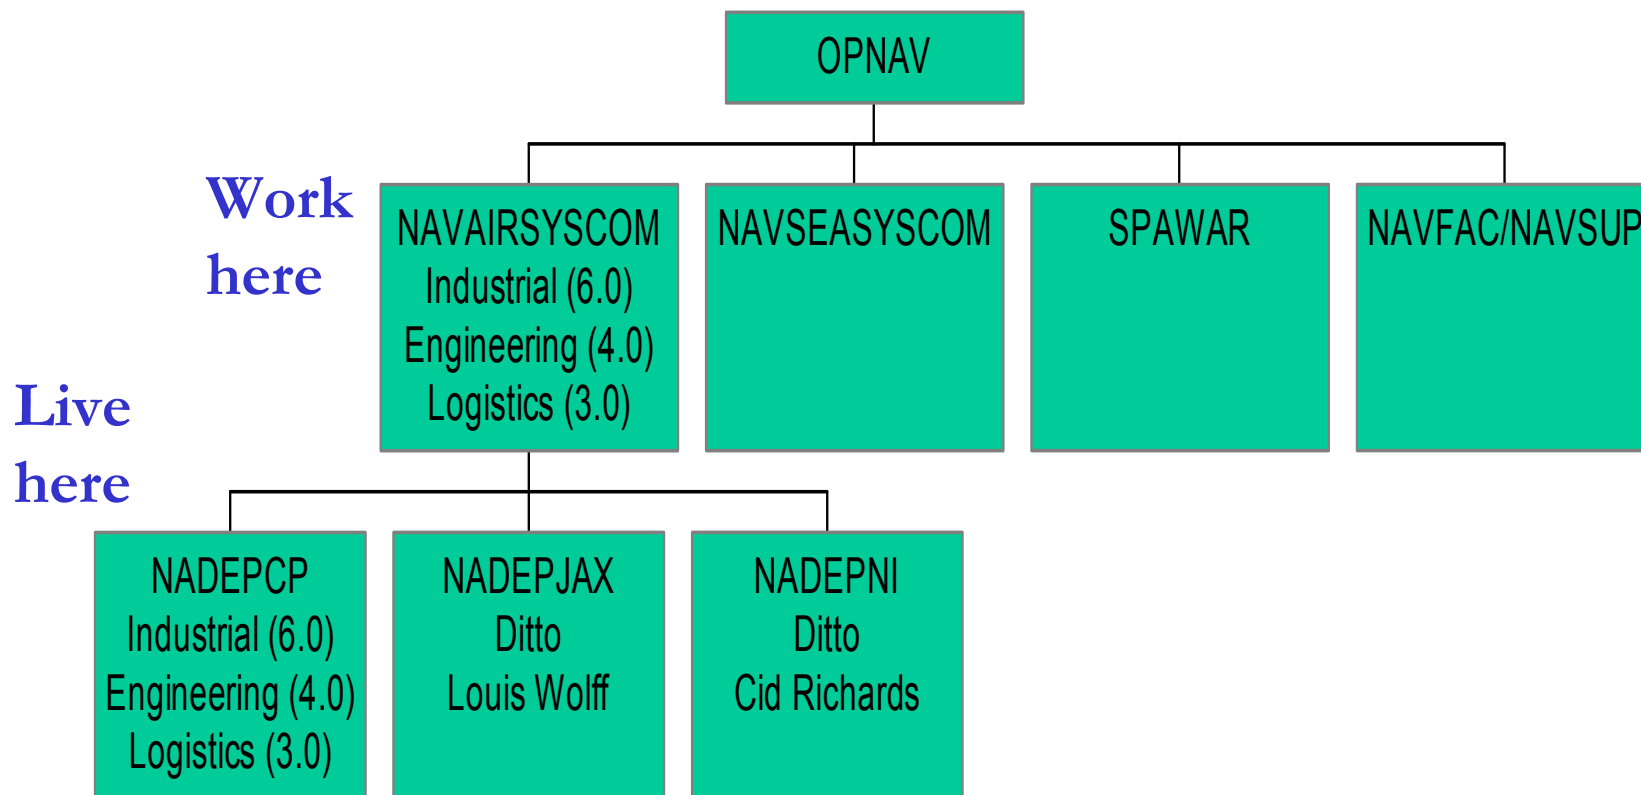 OPNAV
Work
here
NAVAIRSYSCOM
Industrial (6.0)
Engineering (4.0)
Logistics (3.0)
NAVSEASYSCOM
SPAWAR
NAVFAC/NAVSUP
Live
here
NADEPCP
Industrial (6.0)
Engineering (4.0)
Logistics (3.0)
NADEPJAX
Ditto
Louis Wolff
NADEPNI
Ditto
Cid Richards